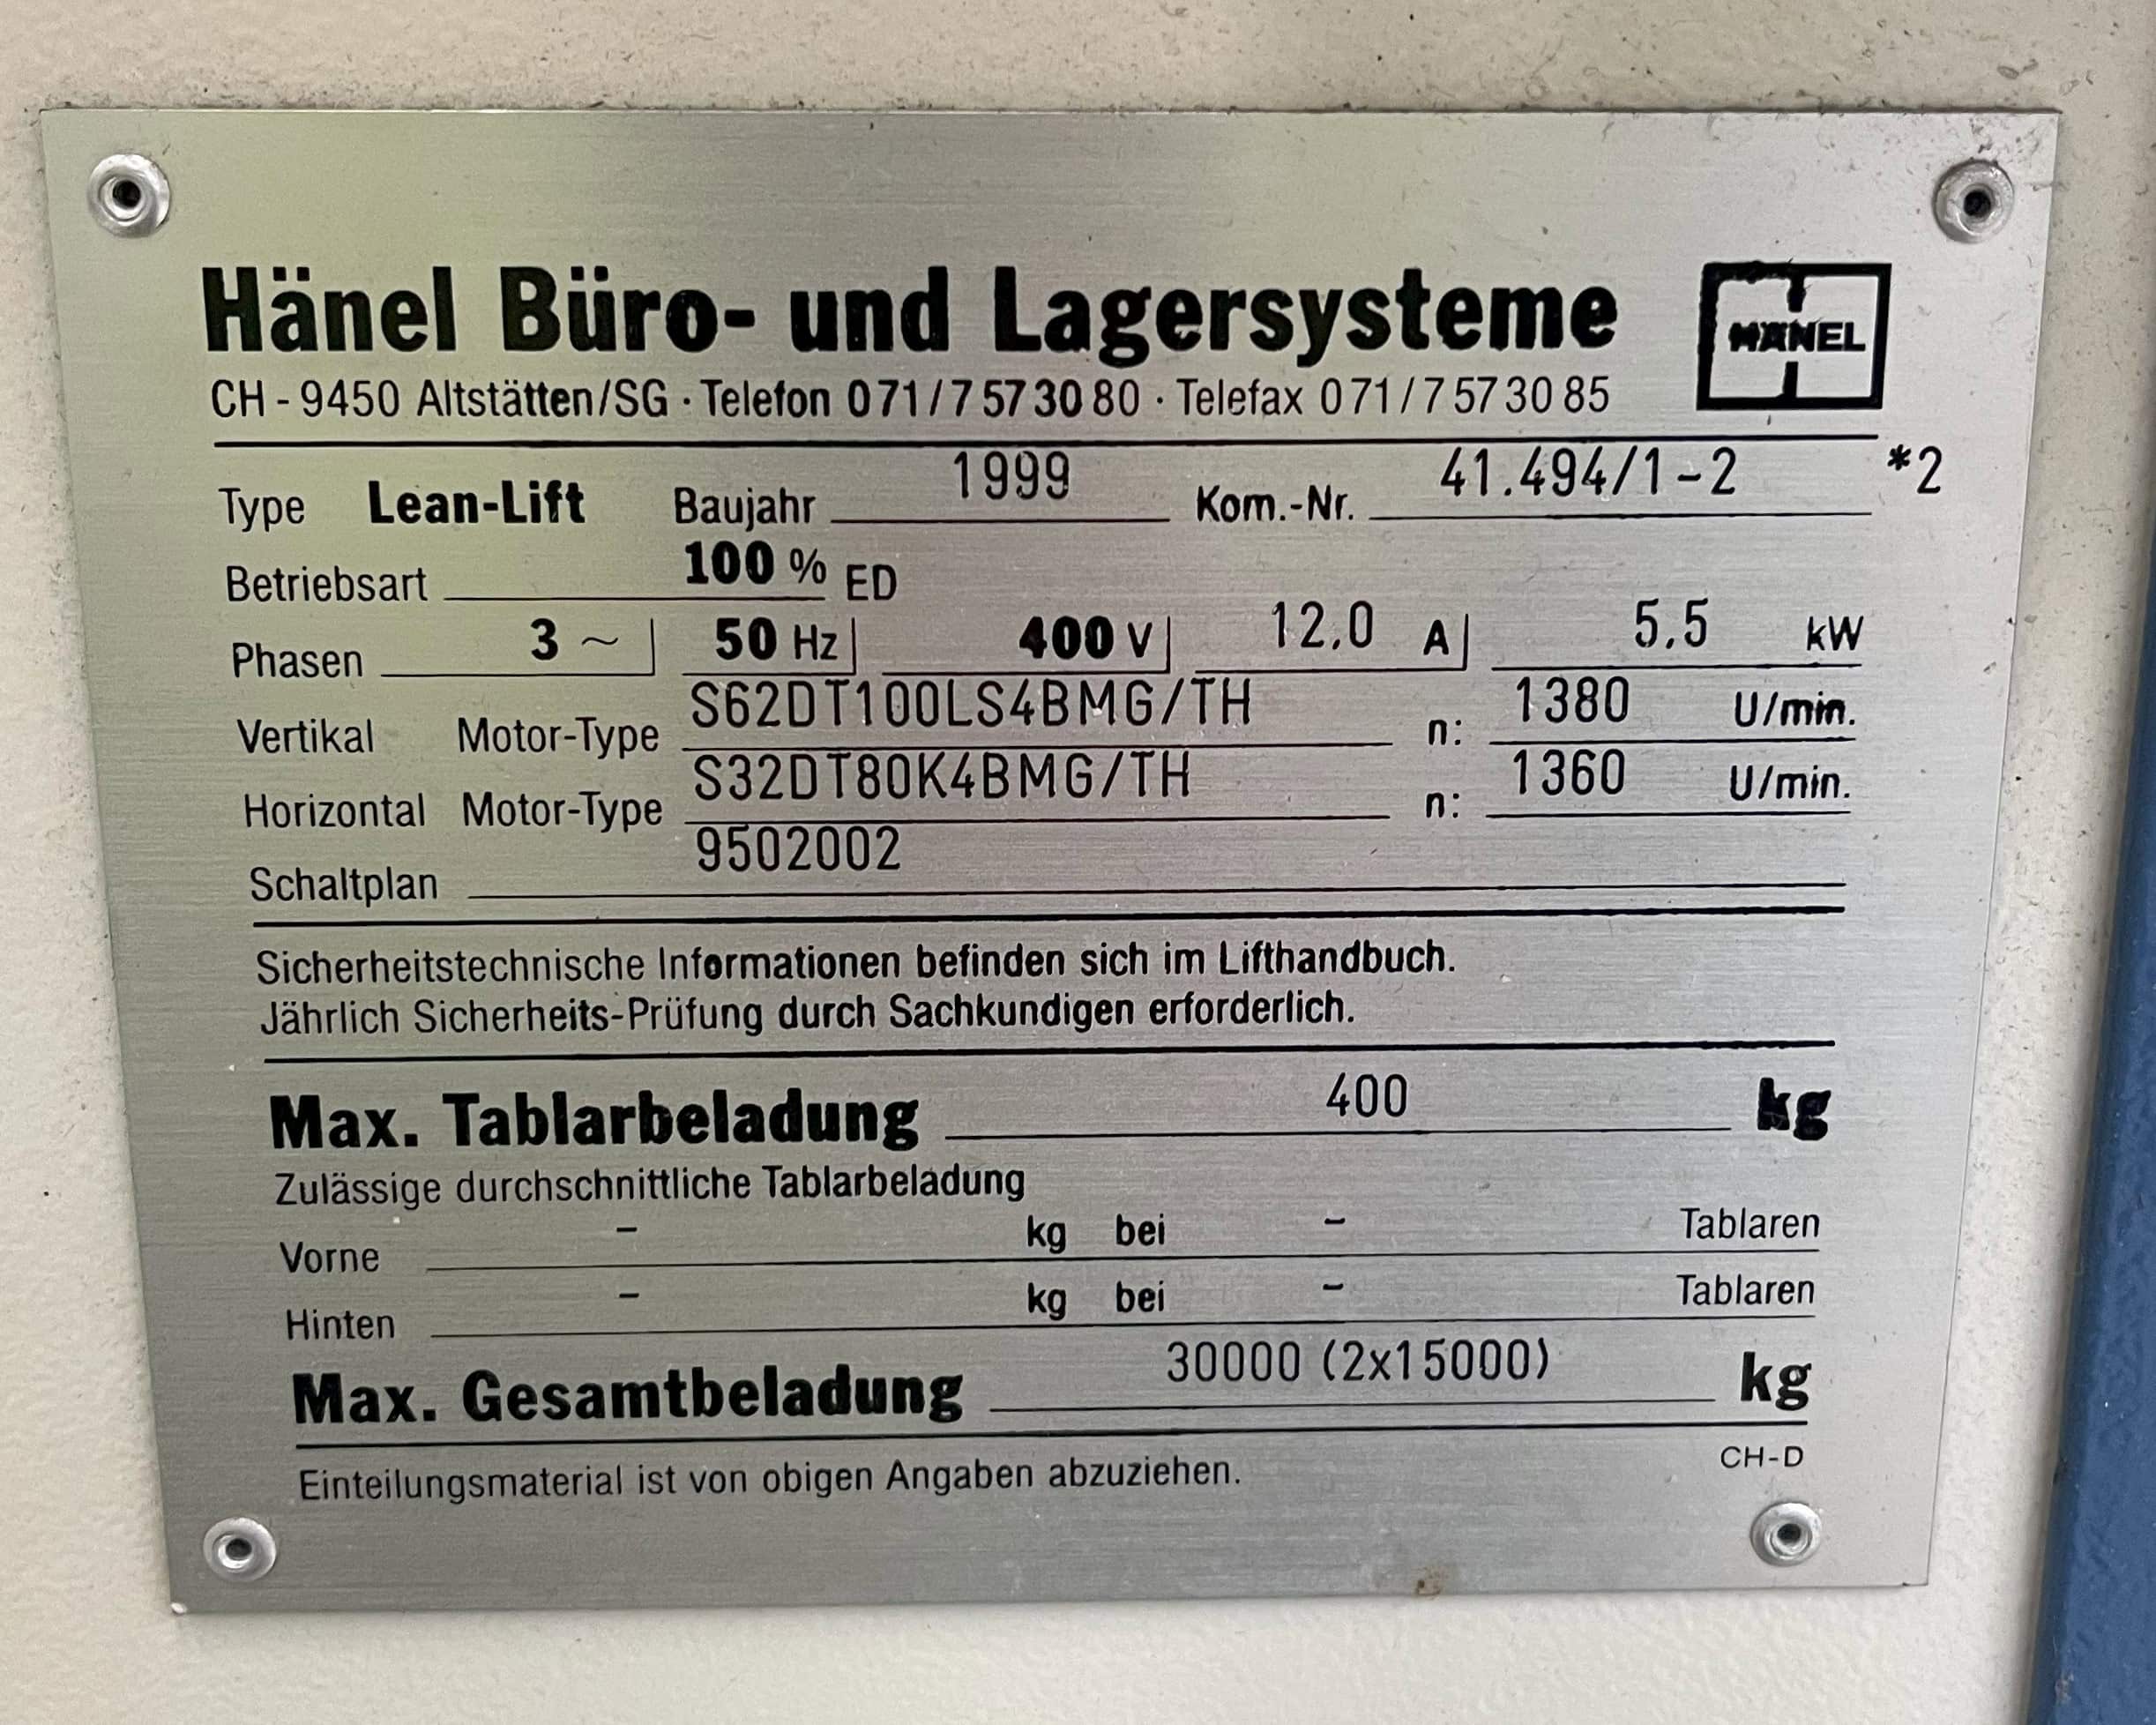 Hänel Büro- und Lagersysteme
HÄNEL
CH - 9450 Altstätten/SG · Telefon 071/7 57 30 80 · Telefax 071/7 57 30 85
Type Lean-Lift Baujahr 1999 Kom.-Nr. 41.494/1-2 *2
Betriebsart 100 % ED
Phasen 3 ~ 50 Hz 400 V 12.0 A 5.5 kW
Vertikal Motor-Type S62DT100LS4BMG/TH n: 1380 U/min.
Horizontal Motor-Type S32DT80K4BMG/TH n: 1360 U/min.
Schaltplan 9502002
Sicherheitstechnische Informationen befinden sich im Lifthandbuch.
Jährlich Sicherheits-Prüfung durch Sachkundigen erforderlich.
Max. Tablarbeladung 400 kg
Zulässige durchschnittliche Tablarbeladung
Vorne - kg bei - Tablaren
Hinten - kg bei - Tablaren
Max. Gesamtbeladung 30000 (2x15000) kg
Einteilungsmaterial ist von obigen Angaben abzuziehen. CH-D